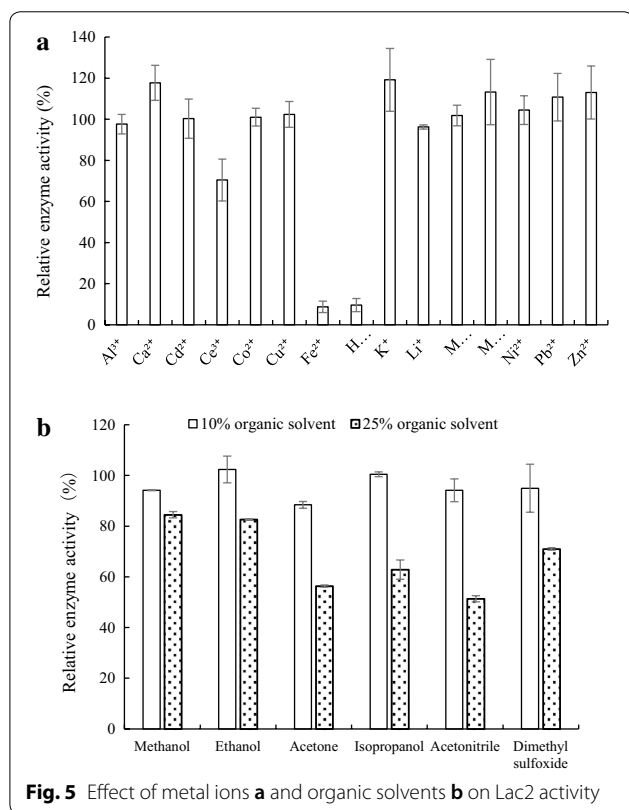 a
Relative enzyme activity (%)
140
120
100
80
60
40
20
0
Al³⁺ Ca²⁺ Cd²⁺ Ce³⁺ Co²⁺ Cu²⁺ Fe²⁺ H… K⁺ Li⁺ M… M… Ni²⁺ Pb²⁺ Zn²⁺
b
□10% organic solvent 25% organic solvent
Relative enzyme activity (%)
120
100
80
60
40
20
0
Methanol Ethanol Acetone Isopropanol Acetonitrile Dimethyl
sulfoxide
Fig. 5 Effect of metal ions a and organic solvents b on Lac2 activity